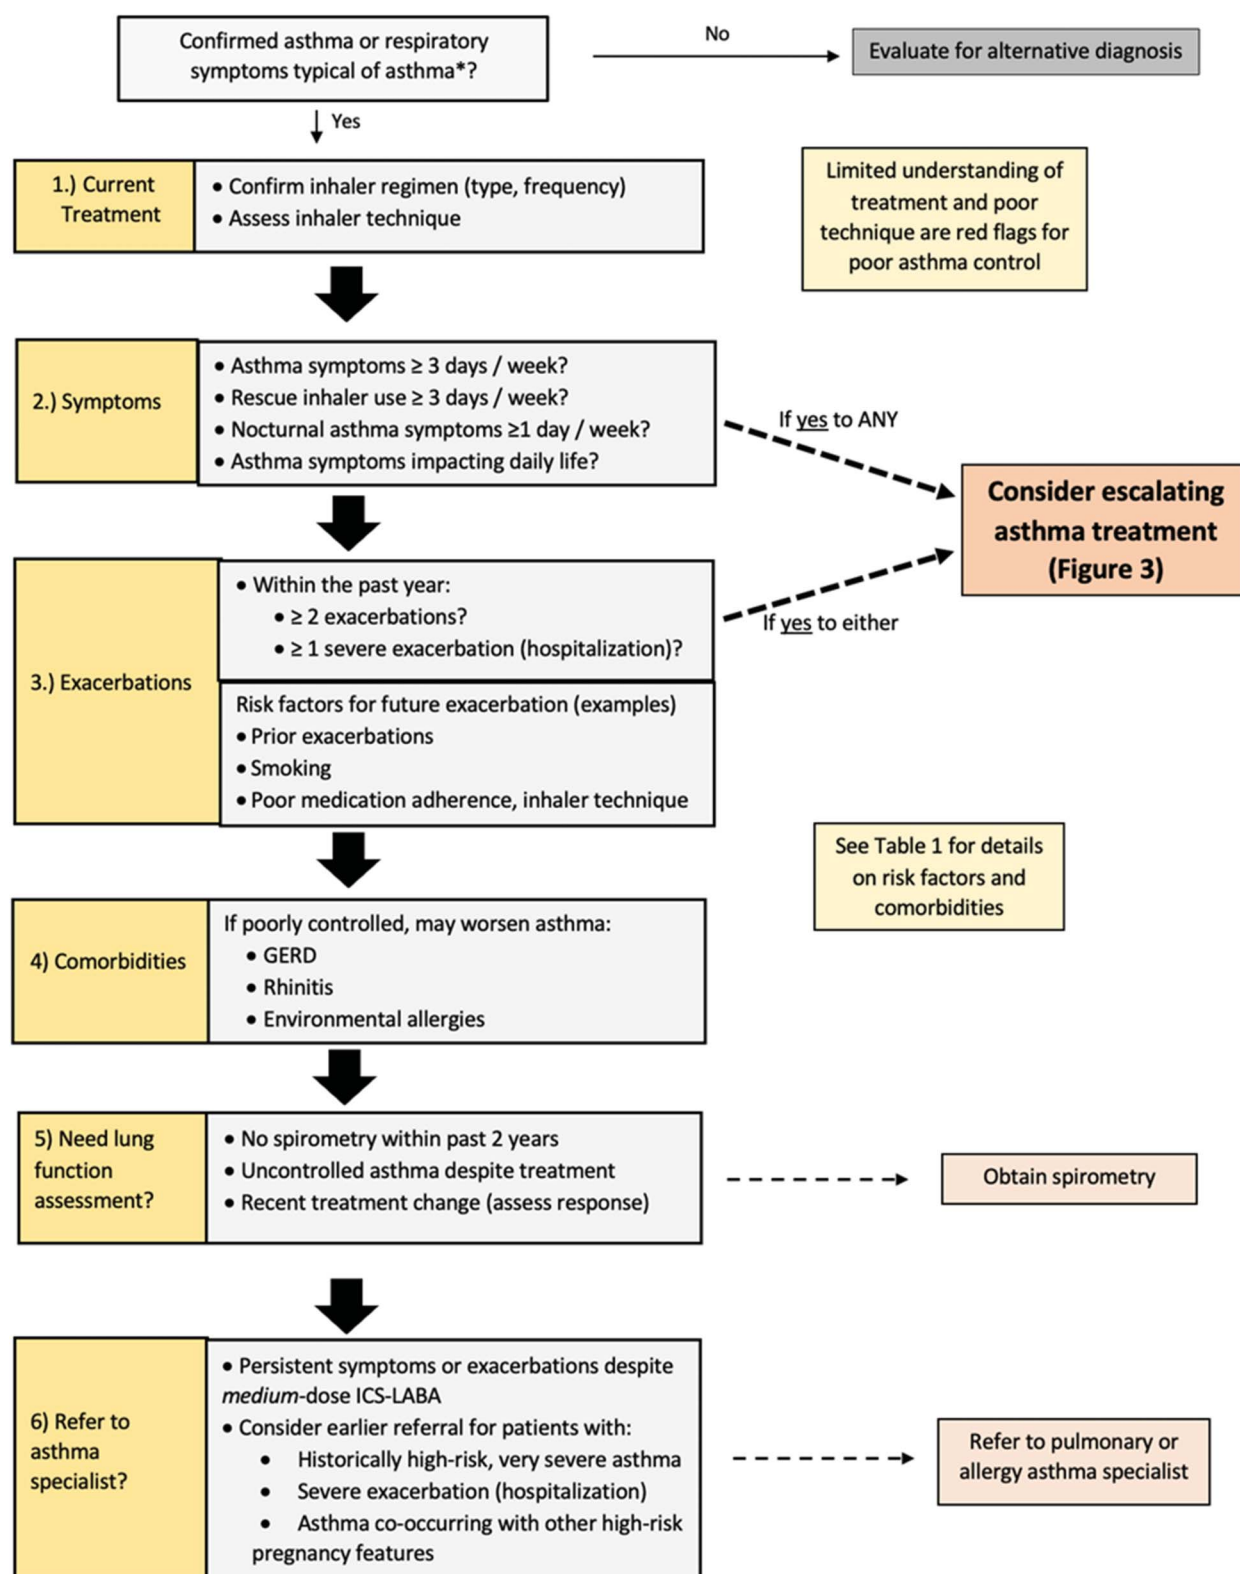 Confirmed asthma or respiratory
symptoms typical of asthma*?
No
Evaluate for alternative diagnosis
Yes
1.) Current
Treatment
• Confirm inhaler regimen (type, frequency)
• Assess inhaler technique
Limited understanding of
treatment and poor
technique are red flags for
poor asthma control
2.) Symptoms
• Asthma symptoms ≥ 3 days / week?
• Rescue inhaler use ≥ 3 days / week?
• Nocturnal asthma symptoms ≥1 day / week?
• Asthma symptoms impacting daily life?
If yes to ANY
Consider escalating
asthma treatment
(Figure 3)
3.) Exacerbations
• Within the past year:
• ≥ 2 exacerbations?
• ≥ 1 severe exacerbation (hospitalization)?
If yes to either
Risk factors for future exacerbation (examples)
• Prior exacerbations
• Smoking
• Poor medication adherence, inhaler technique
See Table 1 for details
on risk factors and
comorbidities
4) Comorbidities
If poorly controlled, may worsen asthma:
• GERD
• Rhinitis
• Environmental allergies
5) Need lung
function
assessment?
• No spirometry within past 2 years
• Uncontrolled asthma despite treatment
• Recent treatment change (assess response)
Obtain spirometry
6) Refer to
asthma
specialist?
• Persistent symptoms or exacerbations despite
medium-dose ICS-LABA
• Consider earlier referral for patients with:
• Historically high-risk, very severe asthma
• Severe exacerbation (hospitalization)
• Asthma co-occurring with other high-risk
pregnancy features
Refer to pulmonary or
allergy asthma specialist